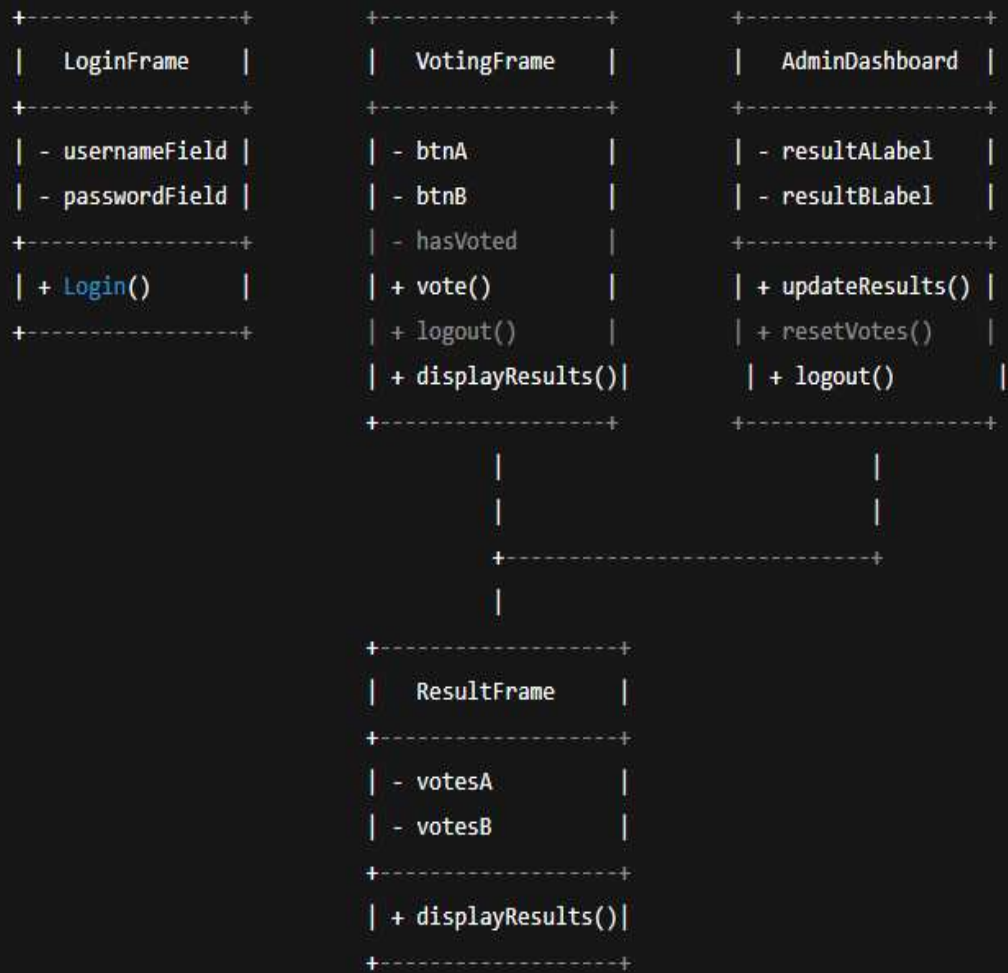 +------------------+ +-------------------+ +--------------------+
| LoginFrame | | VotingFrame | | AdminDashboard |
+------------------+ +-------------------+ +--------------------+
| - usernameField | | - btnA | | - resultALabel |
| - passwordField | | - btnB | | - resultBLabel |
+------------------+ | - hasVoted | +--------------------+
| + Login() | | + vote() | | + updateResults() |
+------------------+ | + logout() | | + resetVotes() |
| + displayResults()| | + logout() |
+-------------------+ +--------------------+
| |
| |
+------------------------------+
|
+--------------------+
| ResultFrame |
+--------------------+
| - votesA |
| - votesB |
+--------------------+
| + displayResults()|
+--------------------+